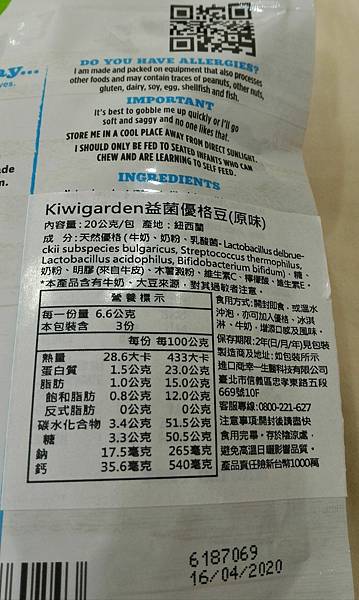 ay...
ves.
DO YOU HAVE ALLERGIES?
I am made and packed on equipment that also processes
other foods and may contain traces of peanuts, other nuts,
gluten, dairy, soy, egg, shellfish and fish.
IMPORTANT
It's best to gobble me up quickly or I'll go
soft and saggy and no one likes that.
STORE ME IN A COOL PLACE AWAY FROM DIRECT SUNLIGHT.
I SHOULD ONLY BE FED TO SEATED INFANTS WHO CAN
CHEW AND ARE LEARNING TO SELF FEED.
INGREDIENTS
Kiwigarden益菌優格豆(原味)
內容量:20公克/包 產地:紐西蘭
成 分:天然優格(牛奶、奶粉、乳酸菌-Lactobacillus delbrue-
ckii subspecies bulgaricus, Streptococcus thermophilus,
Lactobacillus acidophilus, Bifidobacterium bifidum)、糖、
奶粉、明膠(來自牛皮)、木薯澱粉、維生素C、檸檬酸、維生素E。
*本產品含有牛奶、大豆來源，對其過敏者注意。
營養標示
每一份量 6.6公克
本包裝含 3份
每份 每100公克
熱量 28.6大卡 433大卡
蛋白質 1.5公克 23.0公克
脂肪 1.0公克 15.0公克
飽和脂肪 0.8公克 12.0公克
反式脂肪 0公克 0公克
碳水化合物 3.4公克 51.5公克
糖 3.3公克 50.5公克
鈉 17.5毫克 265毫克
鈣 35.6毫克 540毫克
食用方式:開封即食，或溫水
沖泡，亦可加入優格、冰淇
淋、牛奶，增添口感及風味。
保存期限:2年(日/月/年)見包裝
製造商及地址:如包裝所示
進口商:幸一生醫科技有限公司
臺北市信義區忠孝東路五段
669號10F
客服專線:0800-221-627
注意事項:開封後請盡快
食用完畢。存於陰涼處，
避免高溫日曬影響品質。
產品責任險新台幣1000萬
6187069
16/04/2020